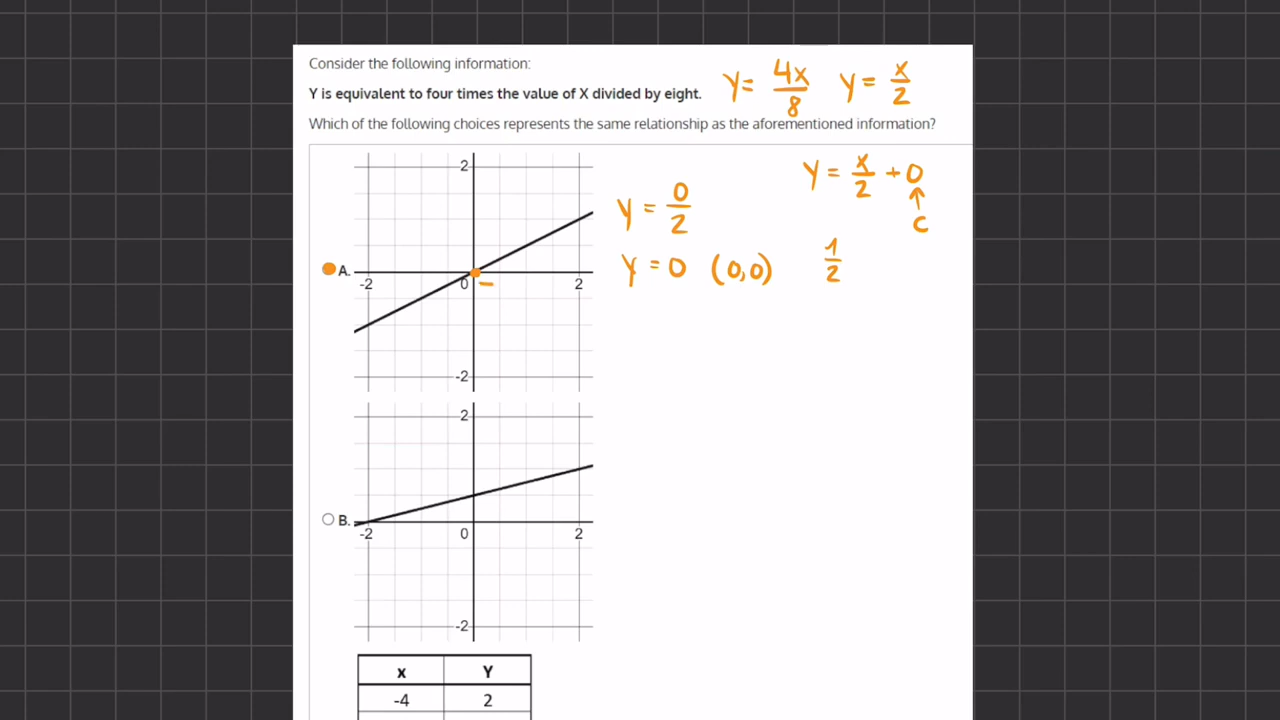 Consider the following information:
Y is equivalent to four times the value of X divided by eight.
Y = 4x/8  Y = x/2
Which of the following choices represents the same relationship as the aforementioned information?
Y = x/2 + 0
C
Y = 0/2
Y = 0 (0,0)
1/2
2
A.
-2 0 2
-2
2
B.
-2 0 2
-2
x Y
-4 2